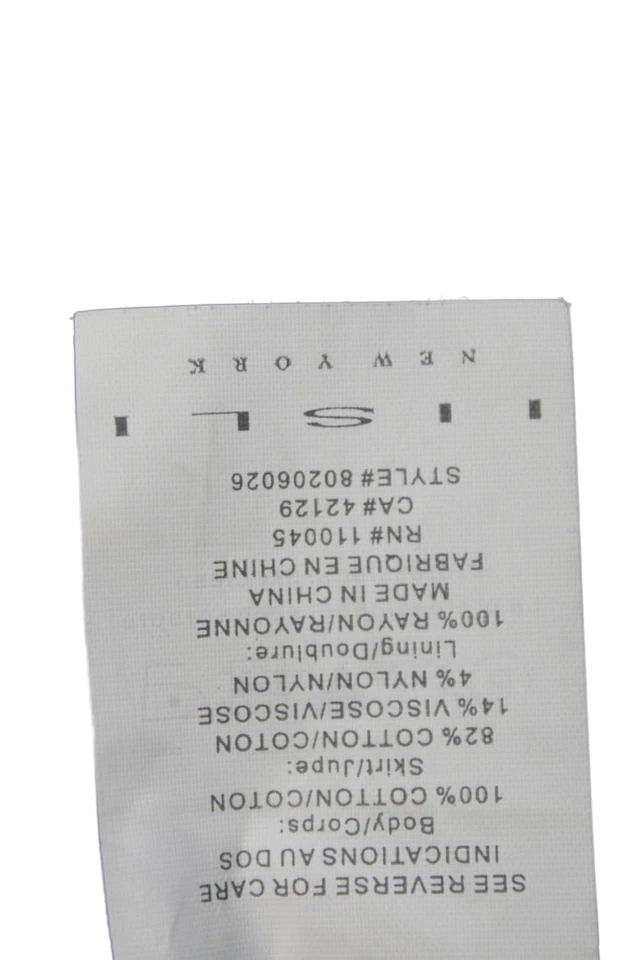 SEE REVERSE FOR CARE
INDICATIONS AU DOS
Body/Corps:
100% COTTON/COTON
Skirt/Jupe:
82% COTTON/COTON
14% VISCOSE/VISCOSE
4% NYLON/NYLON
Lining/Doublure:
100% RAYON/RAYONNE
MADE IN CHINA
FABRIQUE EN CHINE
RN# 110045
CA# 42129
STYLE# 80206026
NEW YORK